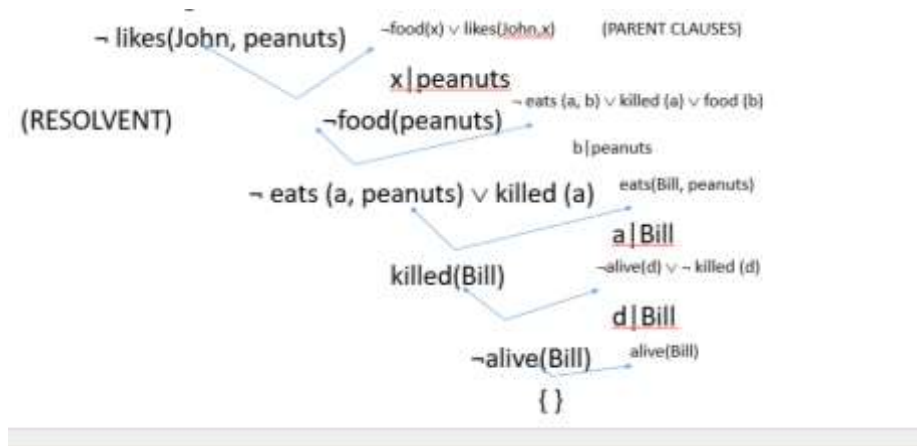 ¬ likes(John, peanuts) ¬food(x) ∨ likes(John,x) (PARENT CLAUSES)
x|peanuts
¬ eats (a, b) ∨ killed (a) ∨ food (b)
(RESOLVENT) ¬food(peanuts)
b|peanuts
¬ eats (a, peanuts) ∨ killed (a) eats(Bill, peanuts)
a|Bill
killed(Bill) ¬alive(d) ∨ ¬ killed (d)
d|Bill
¬alive(Bill) alive(Bill)
{ }